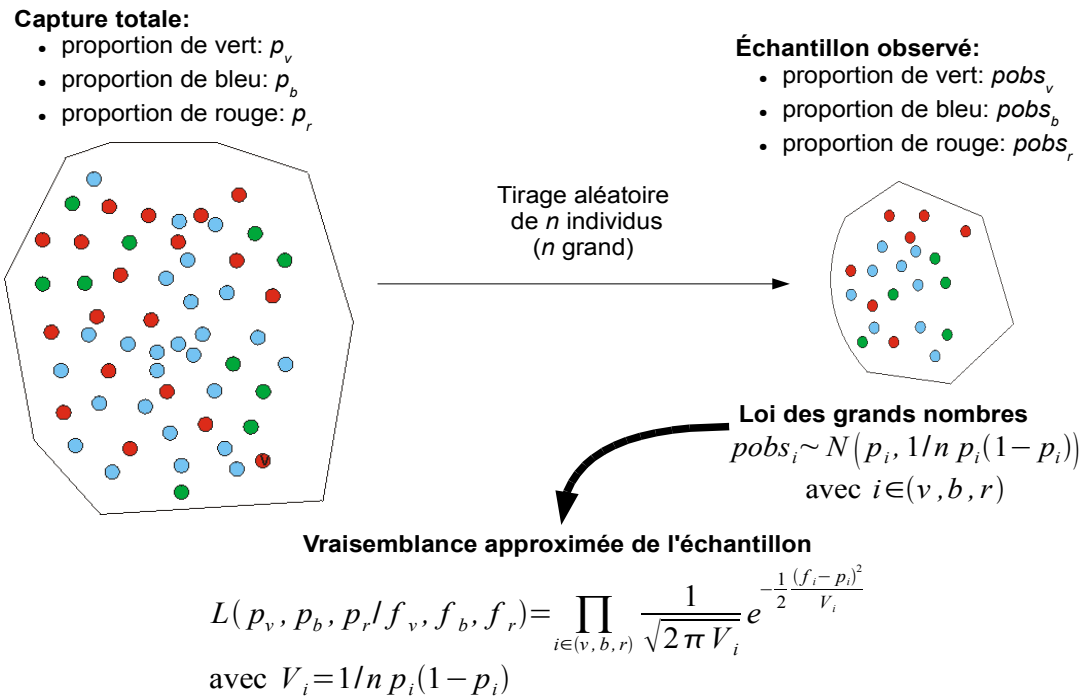 Capture totale:
• proportion de vert: p_v
• proportion de bleu: p_b
• proportion de rouge: p_r
Échantillon observé:
• proportion de vert: pobs_v
• proportion de bleu: pobs_b
• proportion de rouge: pobs_r
Tirage aléatoire
de n individus
(n grand)
v
Loi des grands nombres
pobs_i ~ N(p_i, 1/n p_i(1−p_i))
avec i∈(v,b,r)
Vraisemblance approximée de l'échantillon
L(p_v, p_b, p_r/f_v, f_b, f_r)=∏_{i∈(v,b,r)} 1/√(2πV_i) e^{−1/2 (f_i−p_i)²/V_i}
avec V_i=1/n p_i(1−p_i)